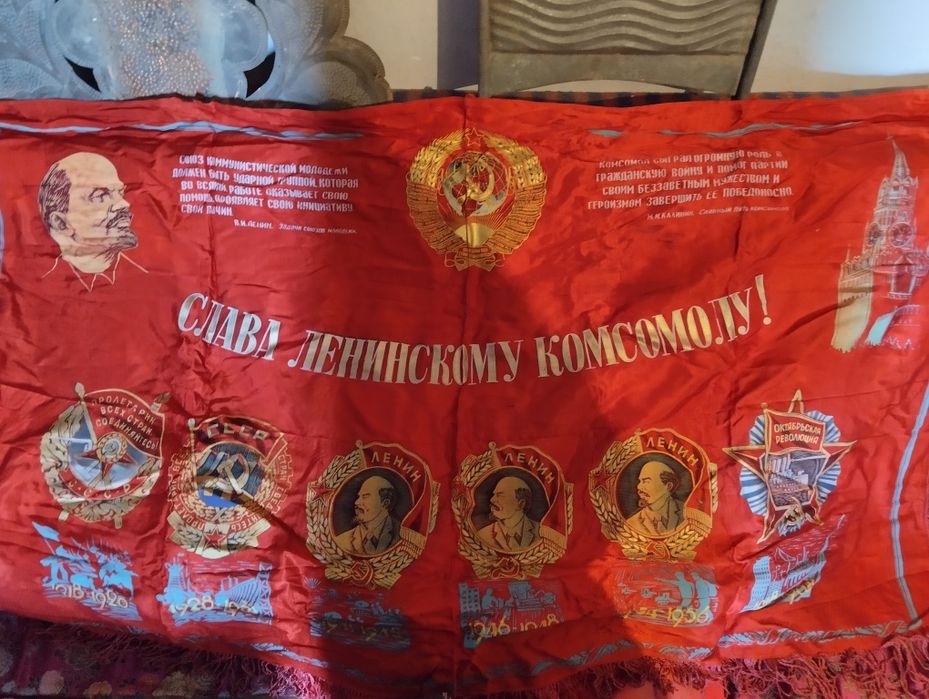 СОЮЗ КОММУНИСТИЧЕСКОЙ МОЛОДЕЖИ
ДОЛЖЕН БЫТЬ УДАРНОЙ ГРУППОЙ, КОТОРАЯ
ВО ВСЯКОЙ РАБОТЕ ОКАЗЫВАЕТ СВОЮ
ПОМОЩЬ, ПРОЯВЛЯЕТ СВОЮ ИНИЦИАТИВУ,
СВОЙ ПОЧИН.
В.И.ЛЕНИН. ЗАДАЧИ СОЮЗОВ МОЛОДЕЖИ.
КОМСОМОЛ СЫГРАЛ ОГРОМНУЮ РОЛЬ В
ГРАЖДАНСКУЮ ВОЙНУ И ПОМОГ ПАРТИИ
СВОИМ БЕЗЗАВЕТНЫМ МУЖЕСТВОМ И
ГЕРОИЗМОМ ЗАВЕРШИТЬ ЕЕ ПОБЕДОНОСНО.
М.И.КАЛИНИН. СЛАВНЫЙ ПУТЬ КОМСОМОЛА.
СЛАВА ЛЕНИНСКОМУ КОМСОМОЛУ!
ПРОЛЕТАРИИ
ВСЕХ СТРАН
СОЕДИНЯЙТЕСЬ!
СССР
СССР
ЛЕНИН
ЛЕНИН
ЛЕНИН
ОКТЯБРЬСКАЯ
РЕВОЛЮЦИЯ
1918-1920
1928-
1945
1946-1948
1956